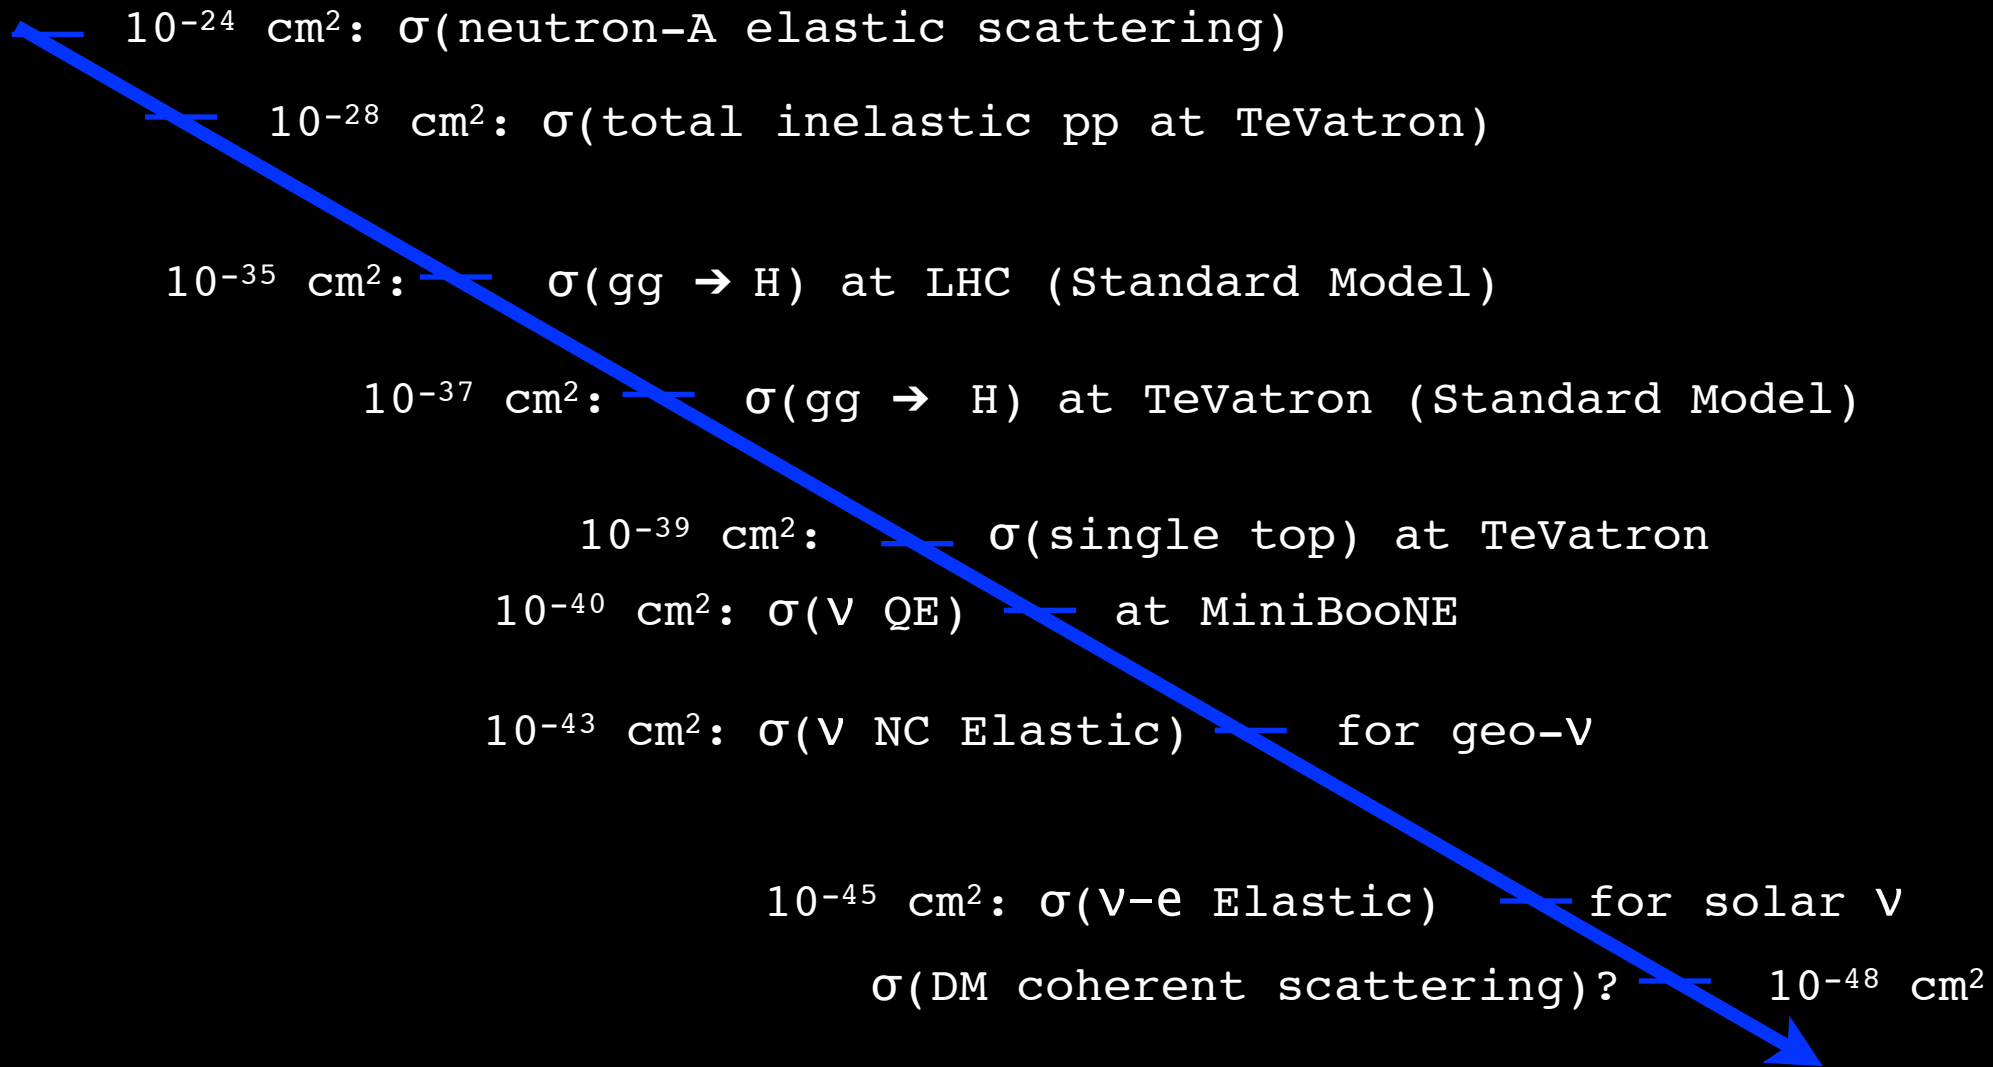 10⁻²⁴ cm²: σ(neutron-A elastic scattering)
10⁻²⁸ cm²: σ(total inelastic pp at TeVatron)
10⁻³⁵ cm²: σ(gg → H) at LHC (Standard Model)
10⁻³⁷ cm²: σ(gg → H) at TeVatron (Standard Model)
10⁻³⁹ cm²: σ(single top) at TeVatron
10⁻⁴⁰ cm²: σ(ν QE) at MiniBooNE
10⁻⁴³ cm²: σ(ν NC Elastic) for geo-ν
10⁻⁴⁵ cm²: σ(ν-e Elastic) for solar ν
σ(DM coherent scattering)? 10⁻⁴⁸ cm²